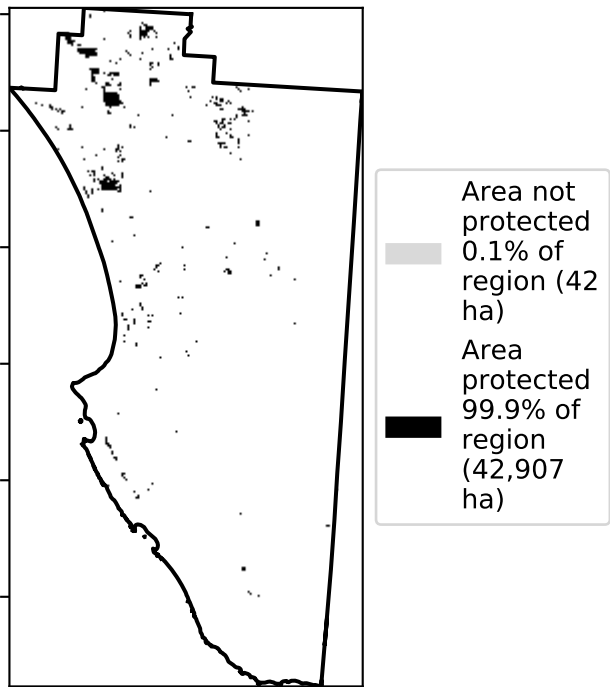 Area not
protected
0.1% of
region (42
ha)
Area
protected
99.9% of
region
(42,907
ha)